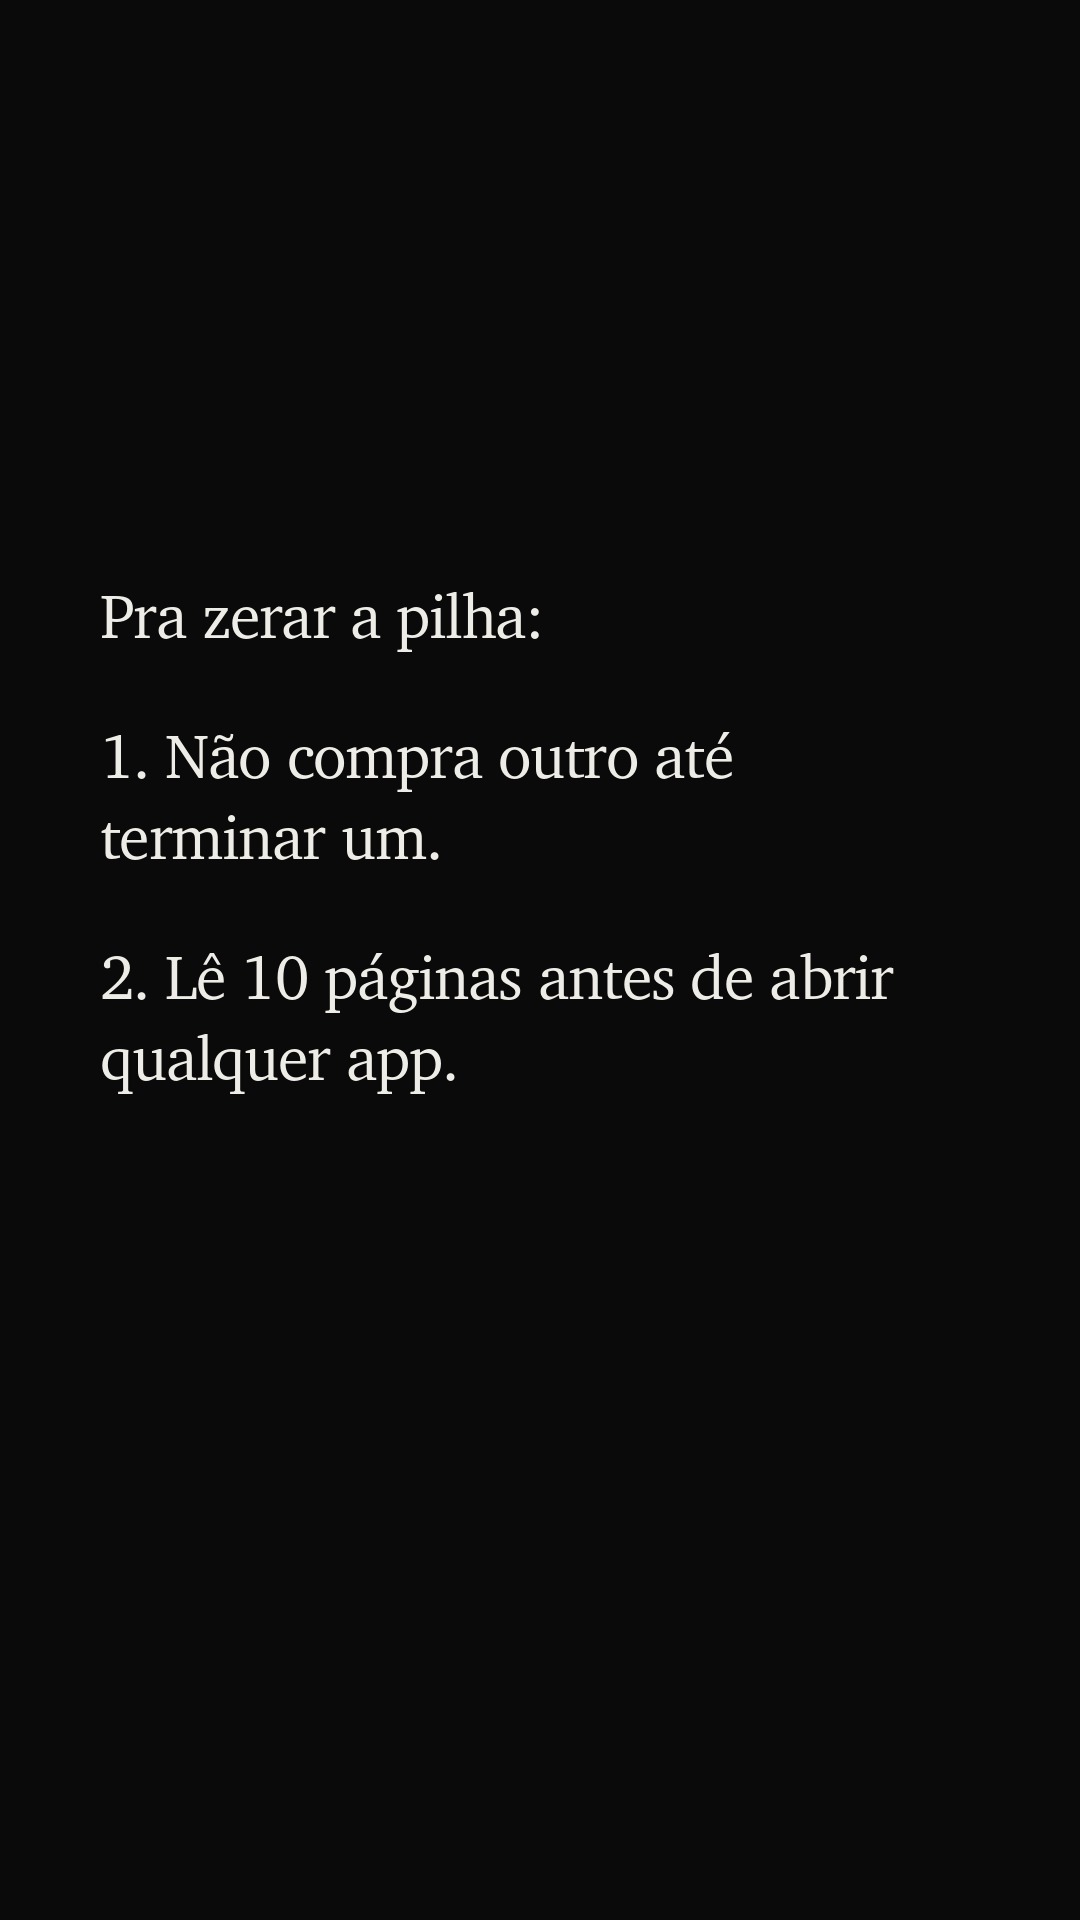 Pra zerar a pilha:
1. Não compra outro até
terminar um.
2. Lê 10 páginas antes de abrir
qualquer app.